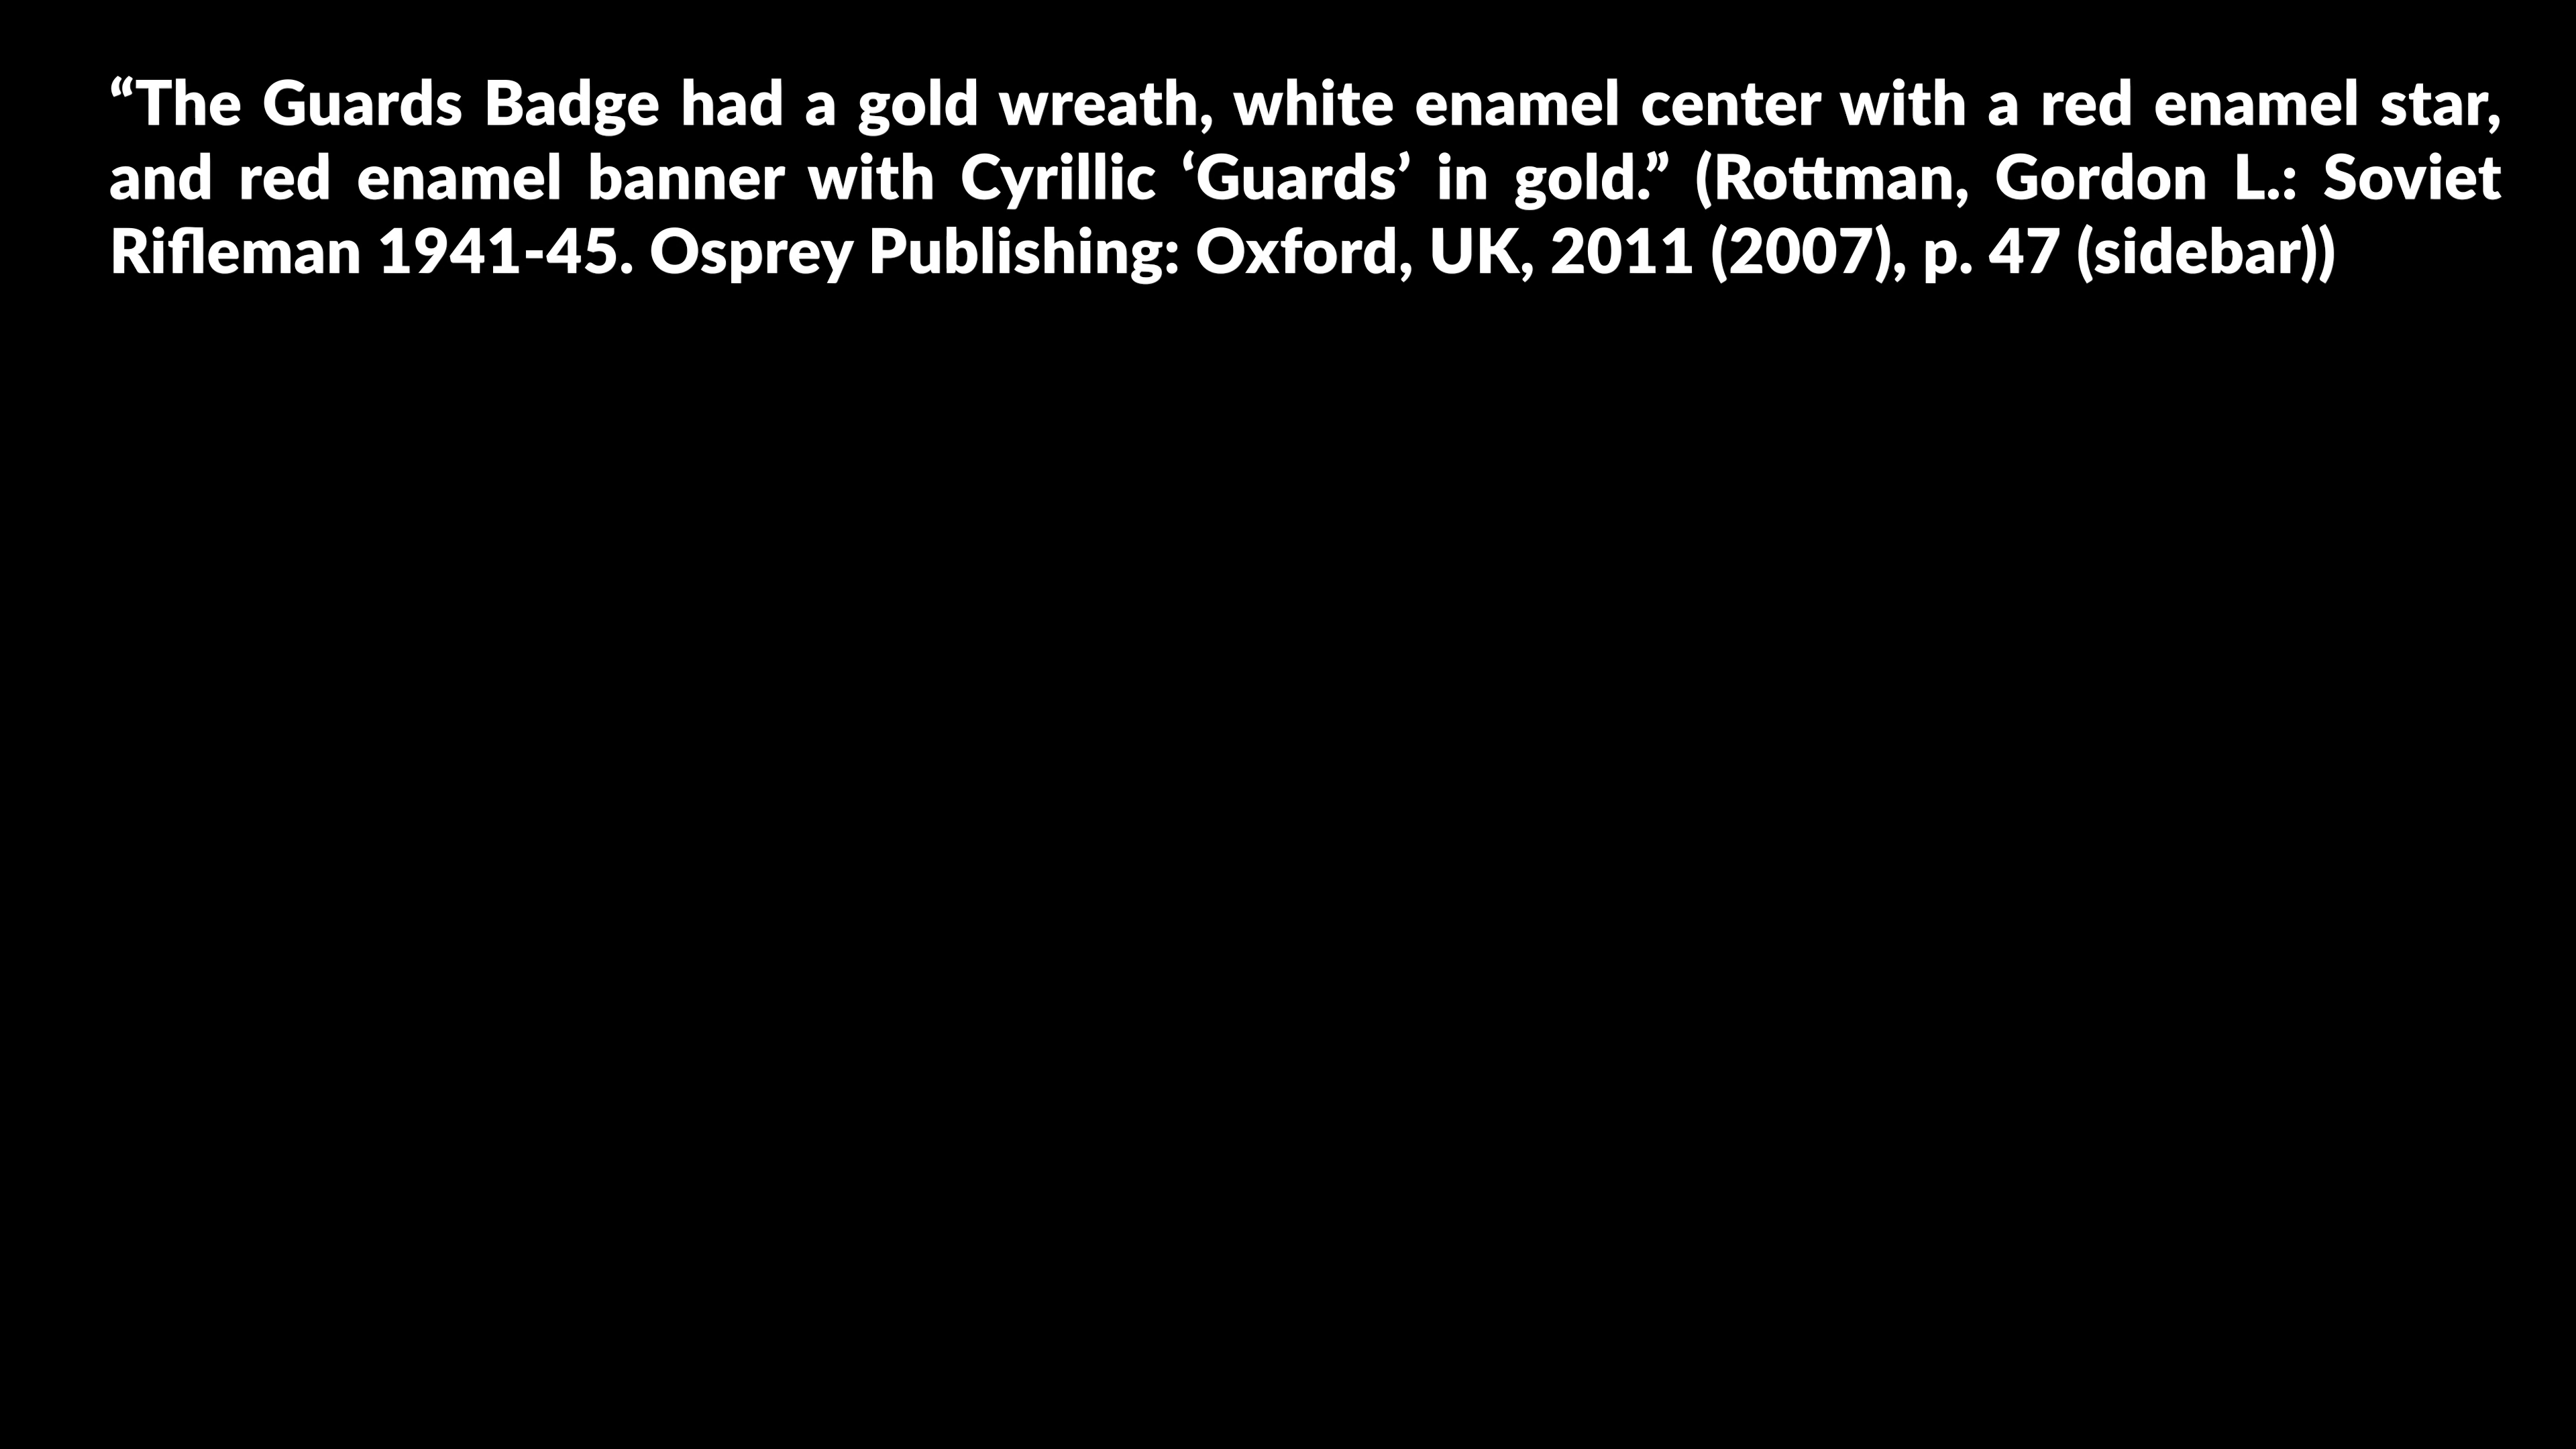 “The Guards Badge had a gold wreath, white enamel center with a red enamel star,
and red enamel banner with Cyrillic ‘Guards’ in gold.” (Rottman, Gordon L.: Soviet
Rifleman 1941-45. Osprey Publishing: Oxford, UK, 2011 (2007), p. 47 (sidebar))